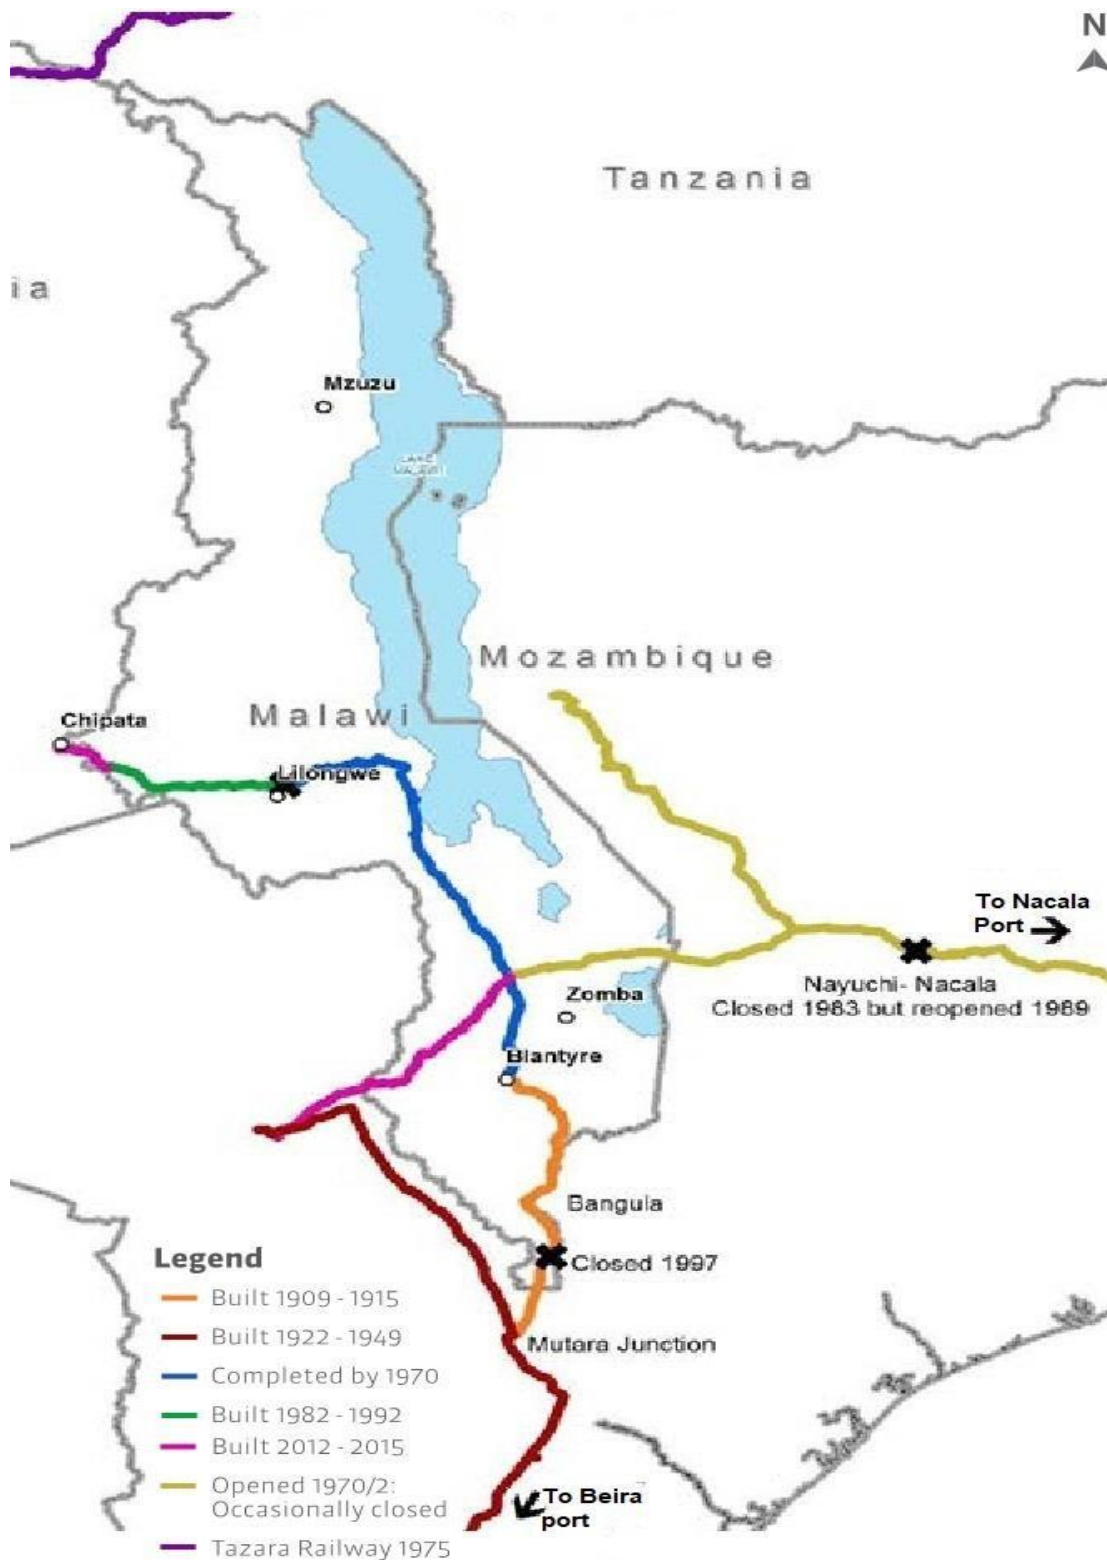 N
Tanzania
ia
Mzuzu
LAKE
MALAWI
Mozambique
Malawi
Chipata
Lilongwe
To Nacala
Port
Nayuchi- Nacala
Closed 1983 but reopened 1989
Zomba
Blantyre
Bangula
Closed 1997
Mutara Junction
To Beira
port
Legend
Built 1909 - 1915
Built 1922 - 1949
Completed by 1970
Built 1982 - 1992
Built 2012 - 2015
Opened 1970/2:
Occasionally closed
Tazara Railway 1975